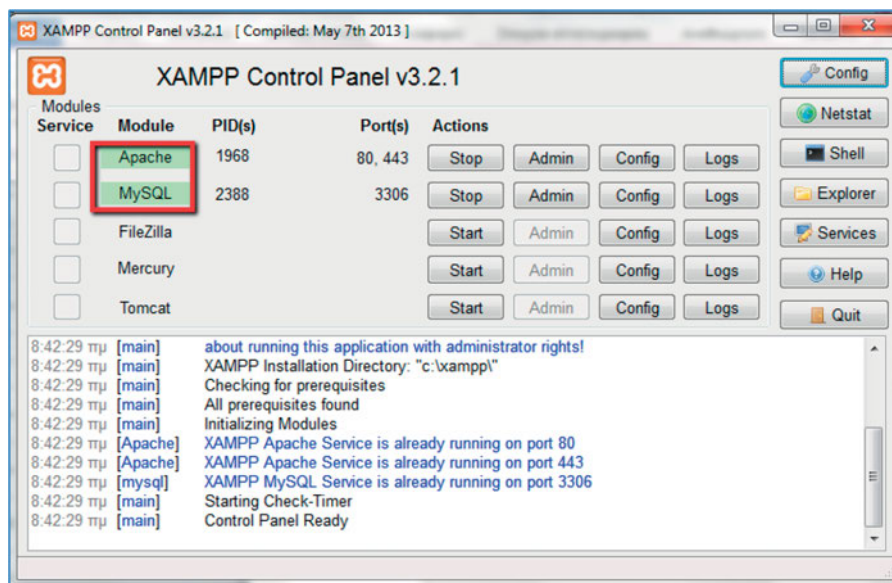 XAMPP Control Panel v3.2.1 [ Compiled: May 7th 2013 ]
XAMPP Control Panel v3.2.1
Config
Netstat
Shell
Explorer
Services
Help
Quit
Modules
Service Module PID(s) Port(s) Actions
Apache 1968 80, 443 Stop Admin Config Logs
MySQL 2388 3306 Stop Admin Config Logs
FileZilla Start Admin Config Logs
Mercury Start Admin Config Logs
Tomcat Start Admin Config Logs
8:42:29 πμ [main] about running this application with administrator rights!
8:42:29 πμ [main] XAMPP Installation Directory: "c:\xampp\"
8:42:29 πμ [main] Checking for prerequisites
8:42:29 πμ [main] All prerequisites found
8:42:29 πμ [main] Initializing Modules
8:42:29 πμ [Apache] XAMPP Apache Service is already running on port 80
8:42:29 πμ [Apache] XAMPP Apache Service is already running on port 443
8:42:29 πμ [mysql] XAMPP MySQL Service is already running on port 3306
8:42:29 πμ [main] Starting Check-Timer
8:42:29 πμ [main] Control Panel Ready